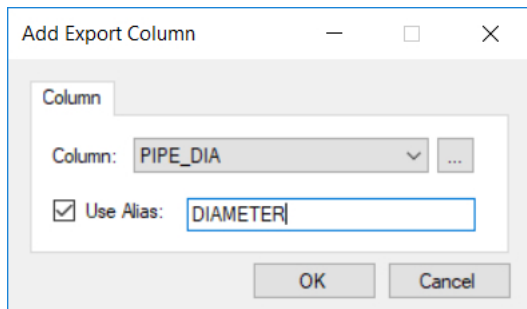 Add Export Column
Column
Column: PIPE_DIA ...
Use Alias: DIAMETER
OK Cancel